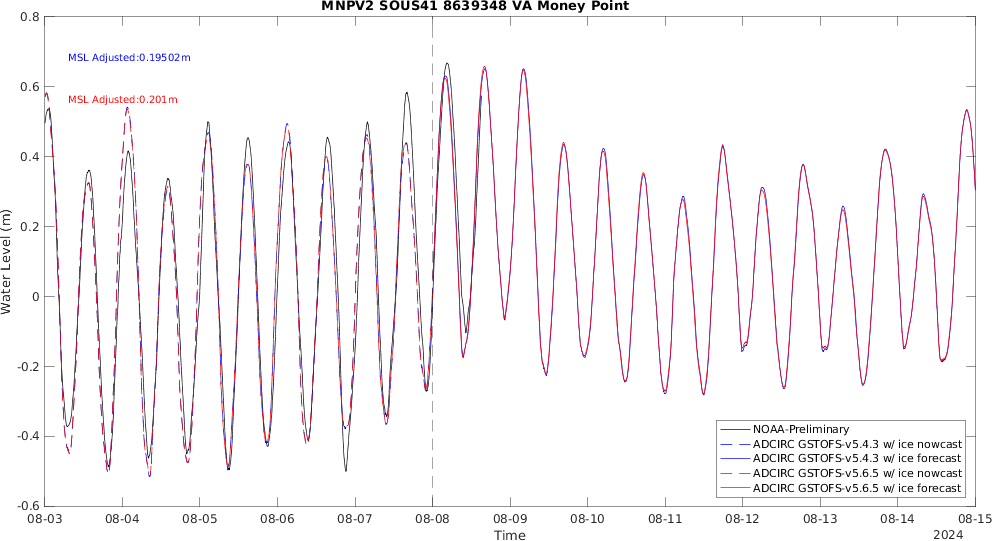 MNPV2 SOUS41 8639348 VA Money Point
0.8
0.6
0.4
0.2
0
-0.2
-0.4
-0.6
Water Level (m)
MSL Adjusted:0.19502m
MSL Adjusted:0.201m
NOAA-Preliminary
ADCIRC GSTOFS-v5.4.3 w/ ice nowcast
ADCIRC GSTOFS-v5.4.3 w/ ice forecast
ADCIRC GSTOFS-v5.6.5 w/ ice nowcast
ADCIRC GSTOFS-v5.6.5 w/ ice forecast
08-03 08-04 08-05 08-06 08-07 08-08 08-09 08-10 08-11 08-12 08-13 08-14 08-15
Time
2024